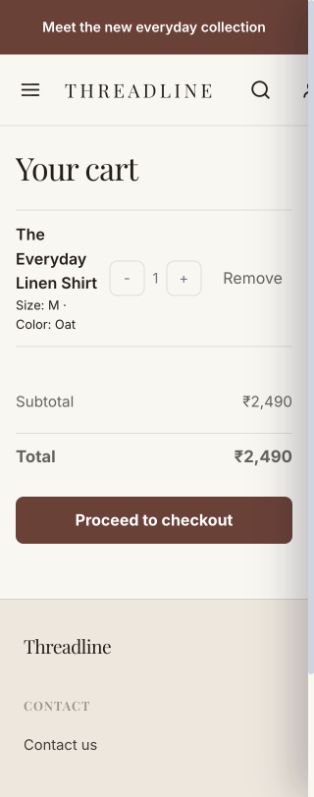 Meet the new everyday collection
THREADLINE
Your cart
The
Everyday
Linen Shirt
Size: M ·
Color: Oat
- 1 + Remove
Subtotal ₹2,490
Total ₹2,490
Proceed to checkout
Threadline
CONTACT
Contact us